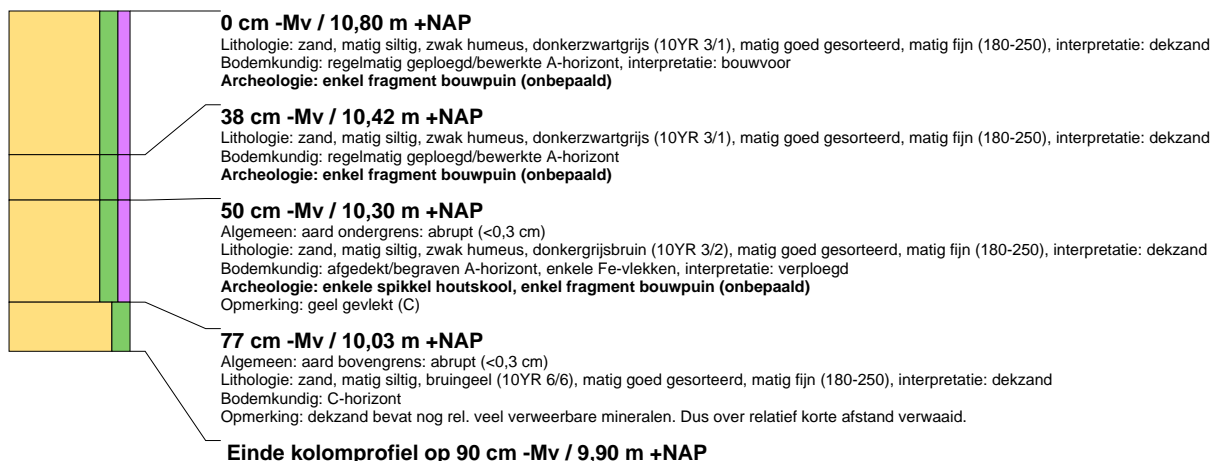 0 cm -Mv / 10,80 m +NAP
Lithologie: zand, matig siltig, zwak humeus, donkerzwartgrijs (10YR 3/1), matig goed gesorteerd, matig fijn (180-250), interpretatie: dekzand
Bodemkundig: regelmatig geploegd/bewerkte A-horizont, interpretatie: bouwvoor
Archeologie: enkel fragment bouwpuin (onbepaald)
38 cm -Mv / 10,42 m +NAP
Lithologie: zand, matig siltig, zwak humeus, donkerzwartgrijs (10YR 3/1), matig goed gesorteerd, matig fijn (180-250), interpretatie: dekzand
Bodemkundig: regelmatig geploegd/bewerkte A-horizont
Archeologie: enkel fragment bouwpuin (onbepaald)
50 cm -Mv / 10,30 m +NAP
Algemeen: aard ondergrens: abrupt (<0,3 cm)
Lithologie: zand, matig siltig, zwak humeus, donkergrijsbruin (10YR 3/2), matig goed gesorteerd, matig fijn (180-250), interpretatie: dekzand
Bodemkundig: afgedekt/begraven A-horizont, enkele Fe-vlekken, interpretatie: verploegd
Archeologie: enkele spikkel houtskool, enkel fragment bouwpuin (onbepaald)
Opmerking: geel gevlekt (C)
77 cm -Mv / 10,03 m +NAP
Algemeen: aard bovengrens: abrupt (<0,3 cm)
Lithologie: zand, matig siltig, bruingeel (10YR 6/6), matig goed gesorteerd, matig fijn (180-250), interpretatie: dekzand
Bodemkundig: C-horizont
Opmerking: dekzand bevat nog rel. veel verweerbare mineralen. Dus over relatief korte afstand verwaaid.
Einde kolomprofiel op 90 cm -Mv / 9,90 m +NAP